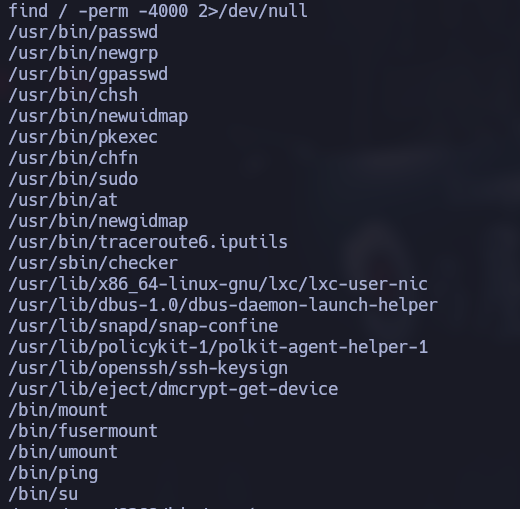 find / -perm -4000 2>/dev/null
/usr/bin/passwd
/usr/bin/newgrp
/usr/bin/gpasswd
/usr/bin/chsh
/usr/bin/newuidmap
/usr/bin/pkexec
/usr/bin/chfn
/usr/bin/sudo
/usr/bin/at
/usr/bin/newgidmap
/usr/bin/traceroute6.iputils
/usr/sbin/checker
/usr/lib/x86_64-linux-gnu/lxc/lxc-user-nic
/usr/lib/dbus-1.0/dbus-daemon-launch-helper
/usr/lib/snapd/snap-confine
/usr/lib/policykit-1/polkit-agent-helper-1
/usr/lib/openssh/ssh-keysign
/usr/lib/eject/dmcrypt-get-device
/bin/mount
/bin/fusermount
/bin/umount
/bin/ping
/bin/su